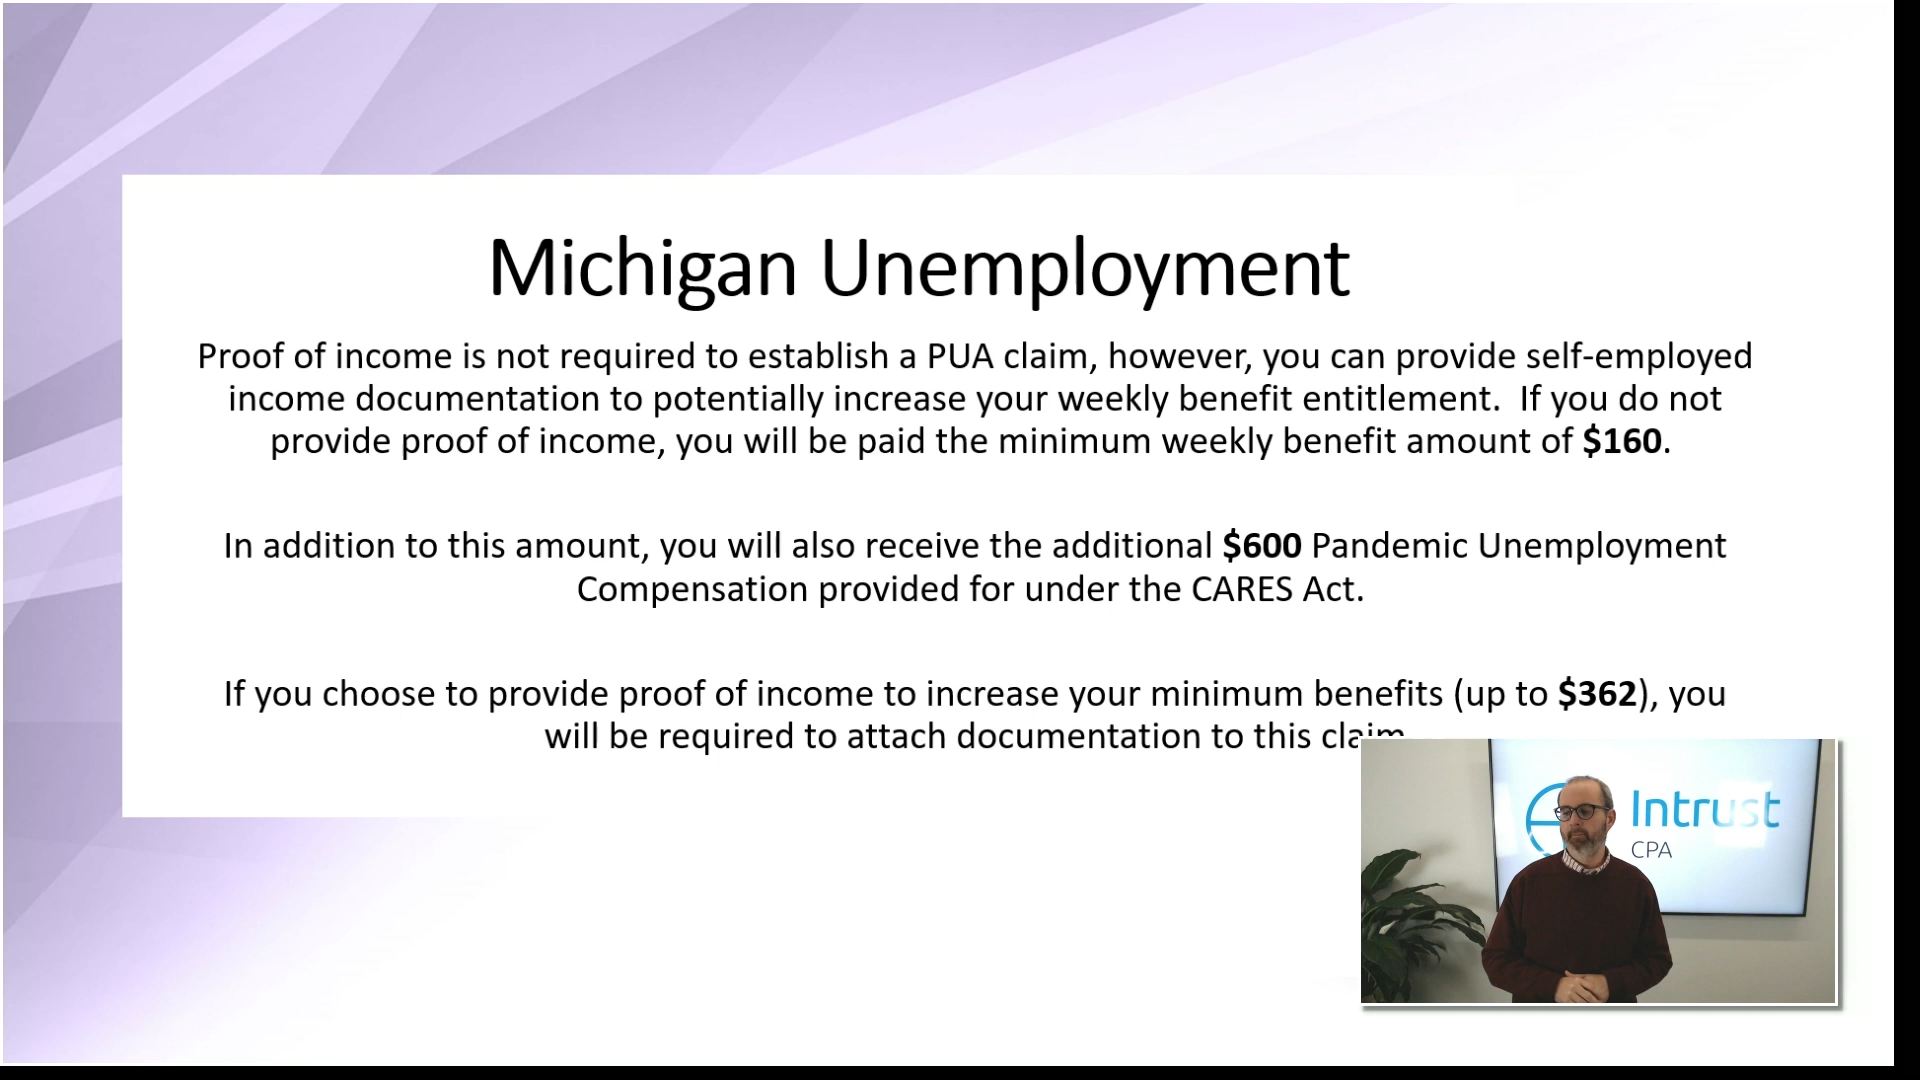 Michigan Unemployment
Proof of income is not required to establish a PUA claim, however, you can provide self-employed
income documentation to potentially increase your weekly benefit entitlement.  If you do not
provide proof of income, you will be paid the minimum weekly benefit amount of $160.
In addition to this amount, you will also receive the additional $600 Pandemic Unemployment
Compensation provided for under the CARES Act.
If you choose to provide proof of income to increase your minimum benefits (up to $362), you
will be required to attach documentation to this claim
Intrust
CPA